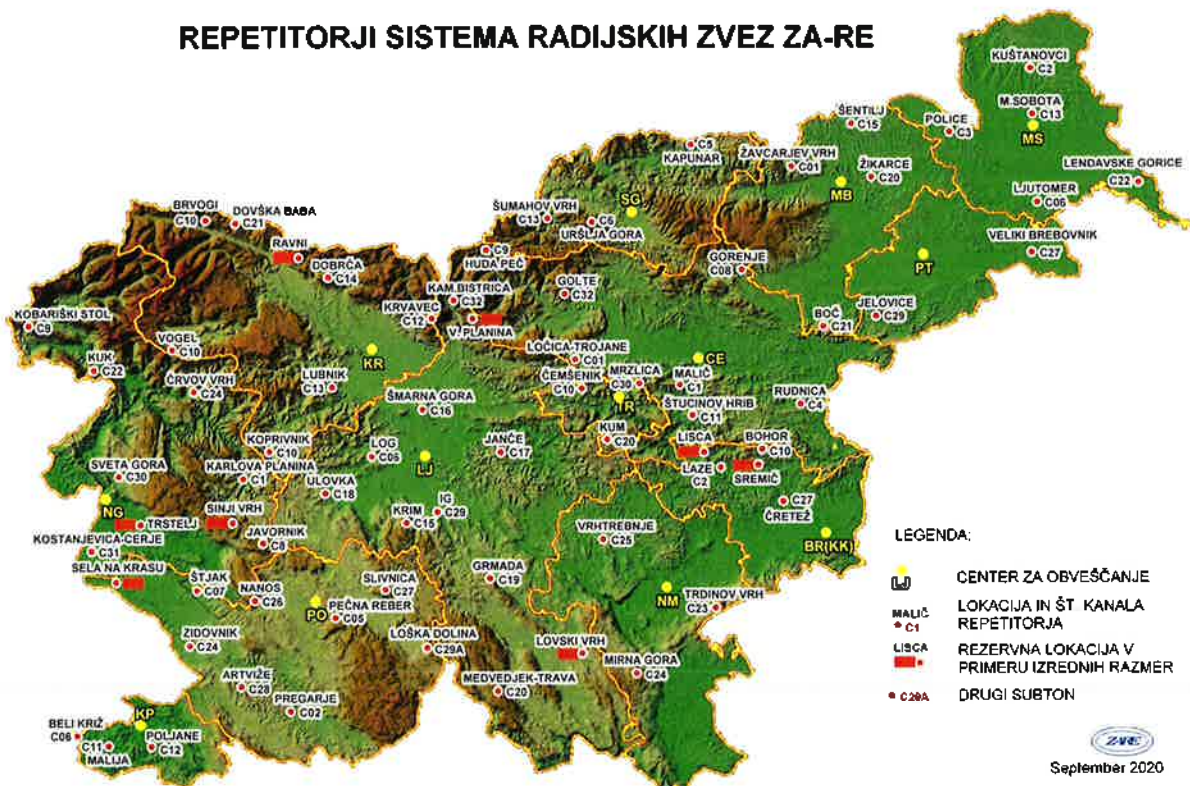 REPETITORJI SISTEMA RADIJSKIH ZVEZ ZA-RE
KUŠTANOVCI
C2
M.SOBOTA
C13
MS
ŠENTILJ
C15
POLICE
C3
C5
KAPUNAR
ŽAVCARJEV VRH
C01
ŽIKARCE
C20
MB
LENDAVSKE GORICE
C22
LJUTOMER
C06
BRVOGI
C10
DOVŠKA BABA
C21
ŠUMAHOV VRH
C13
SG
C6
URŠLJA GORA
VELIKI BREBOVNIK
C27
PT
RAVNI
DOBRČA
C14
C9
HUDA PEČ
GORENJE
C08
KAM.BISTRICA
C32
GOLTE
C32
KRVAVEC
C12
V. PLANINA
JELOVICE
C29
BOČ
C21
KOBARIŠKI STOL
C9
VOGEL
C10
KR
LOČICA-TROJANE
C01
CE
KUK
C22
ČRVOV VRH
C24
LUBNIK
C13
ČEMŠENIK
C10
MRZLICA
C30
MALIČ
C1
TR
ŠMARNA GORA
C16
ŠTUCINOV HRIB
C11
RUDNICA
C4
KUM
C20
KOPRIVNIK
C10
LOG
C06
LJ
JANČE
C17
LISCA
BOHOR
C10
SVETA GORA
C30
KARLOVA PLANINA
C1
ULOVKA
C18
LAZE
C2
SREMIČ
NG
IG
C29
C27
ČRETEŽ
TRSTELJ
SINJI VRH
KRIM
C15
KOSTANJEVICA-CERJE
C31
JAVORNIK
C8
VRHTREBNJE
C25
BR(KK)
SELA NA KRASU
ŠTJAK
C07
NANOS
C26
SLIVNICA
C27
GRMADA
C19
NM
PO
PEČNA REBER
C05
TRDINOV VRH
C23
ZIDOVNIK
C24
LOŠKA DOLINA
C29A
LOVSKI VRH
MIRNA GORA
C24
ARTVIŽE
C28
MEDVEDJEK-TRAVA
C20
PREGARJE
C02
KP
BELI KRIŽ
C06
C11
MALIJA
POLJANE
C12
LEGENDA:
LJ
CENTER ZA OBVEŠČANJE
MALIČ
C1
LOKACIJA IN ŠT. KANALA
REPETITORJA
LISCA
REZERVNA LOKACIJA V
PRIMERU IZREDNIH RAZMER
C29A
DRUGI SUBTON
ZARE
September 2020